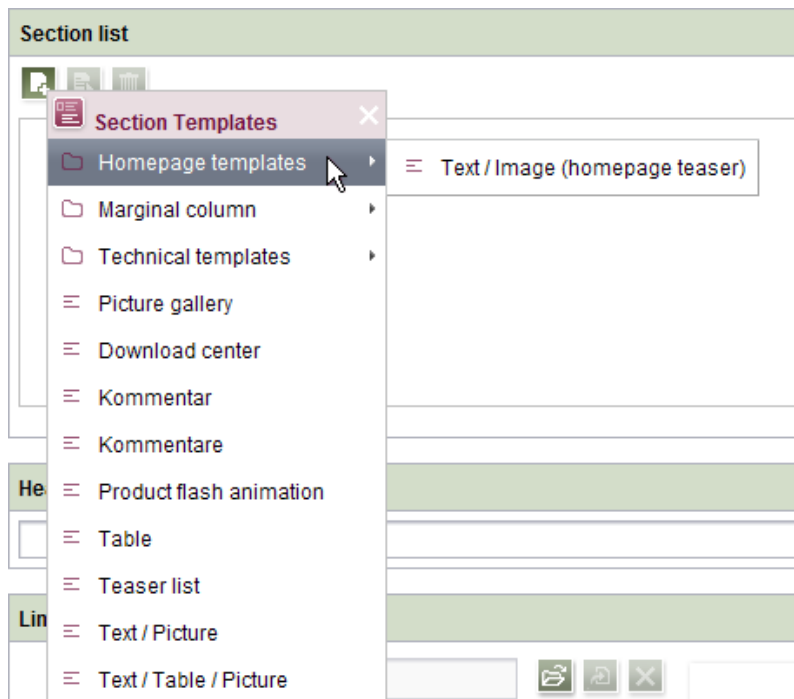 Section list
Section Templates
Homepage templates
Text / Image (homepage teaser)
Marginal column
Technical templates
Picture gallery
Download center
Kommentar
Kommentare
Product flash animation
Table
Teaser list
Text / Picture
Text / Table / Picture